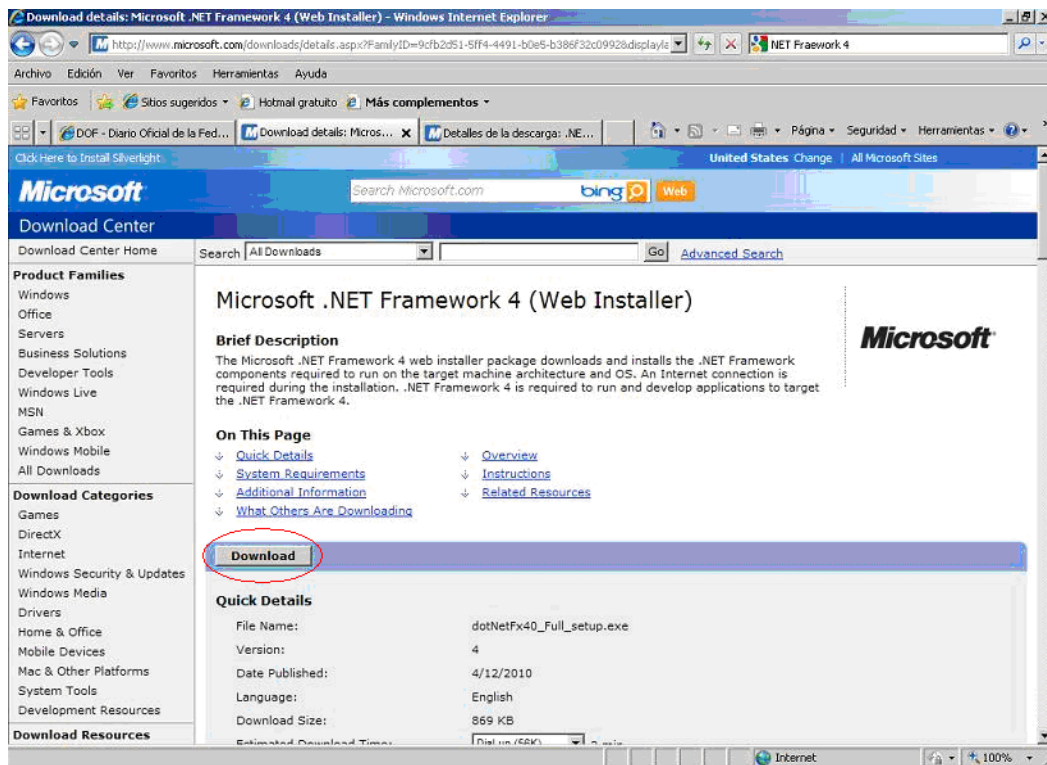 Download details: Microsoft .NET Framework 4 (Web Installer) - Windows Internet Explorer
http://www.microsoft.com/downloads/details.aspx?FamilyID=9cfb2d51-5ff4-4491-b0e5-b386f32c0992&displayla
NET Fraework 4
Archivo Edición Ver Favoritos Herramientas Ayuda
Favoritos Sitios sugeridos Hotmail gratuito Más complementos
DOF - Diario Oficial de la Fed... Download details: Micros... Detalles de la descarga: .NE... Página Seguridad Herramientas
Click Here to Install Silverlight United States Change | All Microsoft Sites
Microsoft Search Microsoft.com bing Web
Download Center
Download Center Home
Search All Downloads Go Advanced Search
Product Families
Windows
Office
Servers
Business Solutions
Developer Tools
Windows Live
MSN
Games & Xbox
Windows Mobile
All Downloads
Download Categories
Games
DirectX
Internet
Windows Security & Updates
Windows Media
Drivers
Home & Office
Mobile Devices
Mac & Other Platforms
System Tools
Development Resources
Download Resources
Microsoft .NET Framework 4 (Web Installer)
Microsoft
Brief Description
The Microsoft .NET Framework 4 web installer package downloads and installs the .NET Framework
components required to run on the target machine architecture and OS. An Internet connection is
required during the installation. .NET Framework 4 is required to run and develop applications to target
the .NET Framework 4.
On This Page
Quick Details Overview
System Requirements Instructions
Additional Information Related Resources
What Others Are Downloading
Download
Quick Details
File Name: dotNetFx40_Full_setup.exe
Version: 4
Date Published: 4/12/2010
Language: English
Download Size: 869 KB
Estimated Download Time: Dial-up (56K) 2 min
Internet 100%